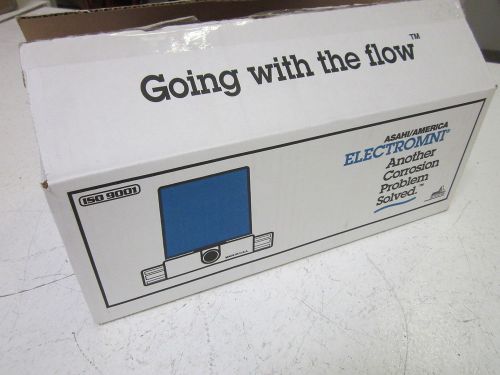 Going with the flow™
ISO 9001
ASAHI/AMERICA
ELECTROMNI®
Another
Corrosion
Problem
Solved.™